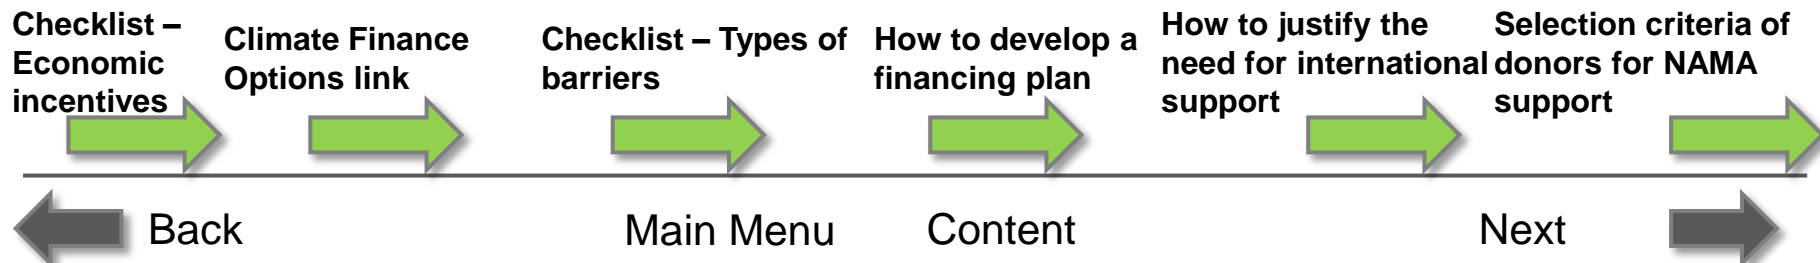 Checklist –
Economic
incentives
Climate Finance
Options link
Checklist – Types of
barriers
How to develop a
financing plan
How to justify the
need for international
support
Selection criteria of
donors for NAMA
support
Back
Main Menu
Content
Next